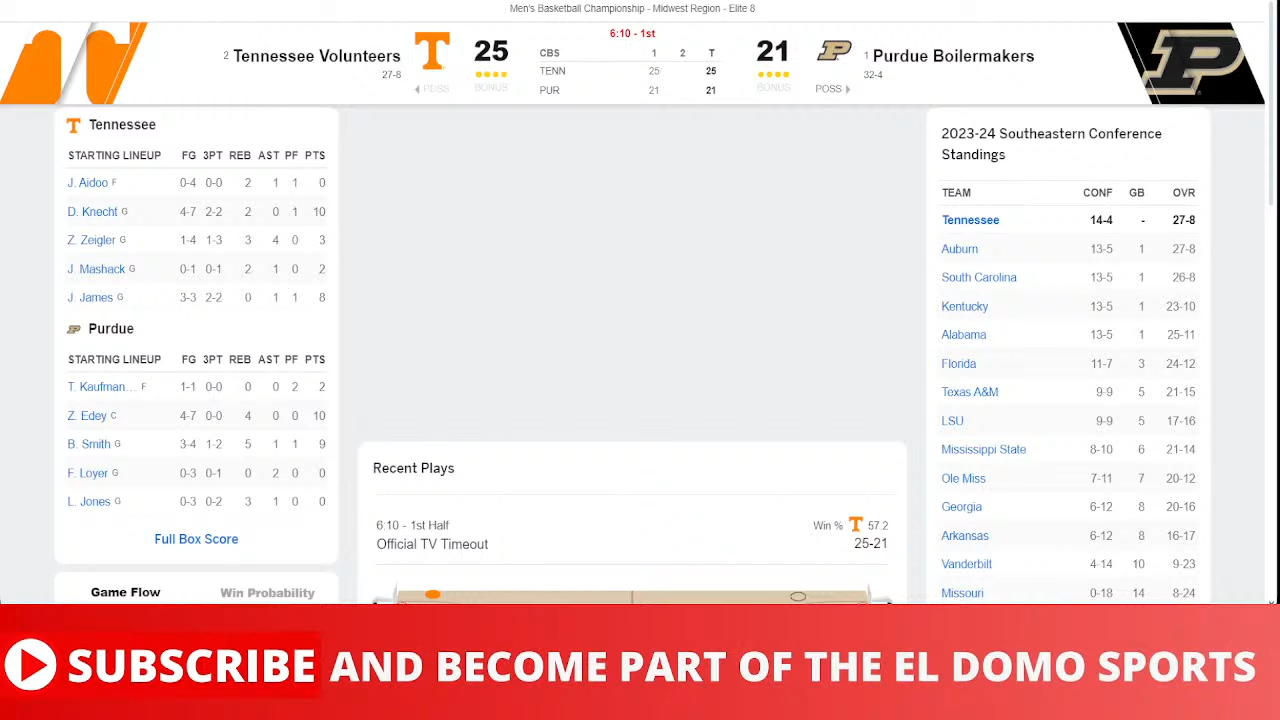 Men's Basketball Championship - Midwest Region - Elite 8
2 Tennessee Volunteers
27-8
T
25
BONUS
POSS
6:10 - 1st
CBS 1 2 T
TENN 25 25
PUR 21 21
21
BONUS
P
1 Purdue Boilermakers
32-4
POSS
P
T Tennessee
STARTING LINEUP FG 3PT REB AST PF PTS
J. Aidoo F 0-4 0-0 2 1 1 0
D. Knecht G 4-7 2-2 2 0 1 10
Z. Zeigler G 1-4 1-3 3 4 0 3
J. Mashack G 0-1 0-1 2 1 0 2
J. James G 3-3 2-2 0 1 1 8
P Purdue
STARTING LINEUP FG 3PT REB AST PF PTS
T. Kaufman... F 1-1 0-0 0 0 2 2
Z. Edey C 4-7 0-0 4 0 0 10
B. Smith G 3-4 1-2 5 1 1 9
F. Loyer G 0-3 0-1 0 2 0 0
L. Jones G 0-3 0-2 3 1 0 0
Full Box Score
Game Flow Win Probability
Recent Plays
6:10 - 1st Half
Official TV Timeout
Win % T 57.2
25-21
2023-24 Southeastern Conference
Standings
TEAM CONF GB OVR
Tennessee 14-4 - 27-8
Auburn 13-5 1 27-8
South Carolina 13-5 1 26-8
Kentucky 13-5 1 23-10
Alabama 13-5 1 25-11
Florida 11-7 3 24-12
Texas A&M 9-9 5 21-15
LSU 9-9 5 17-16
Mississippi State 8-10 6 21-14
Ole Miss 7-11 7 20-12
Georgia 6-12 8 20-16
Arkansas 6-12 8 16-17
Vanderbilt 4-14 10 9-23
Missouri 0-18 14 8-24
SUBSCRIBE AND BECOME PART OF THE EL DOMO SPORTS